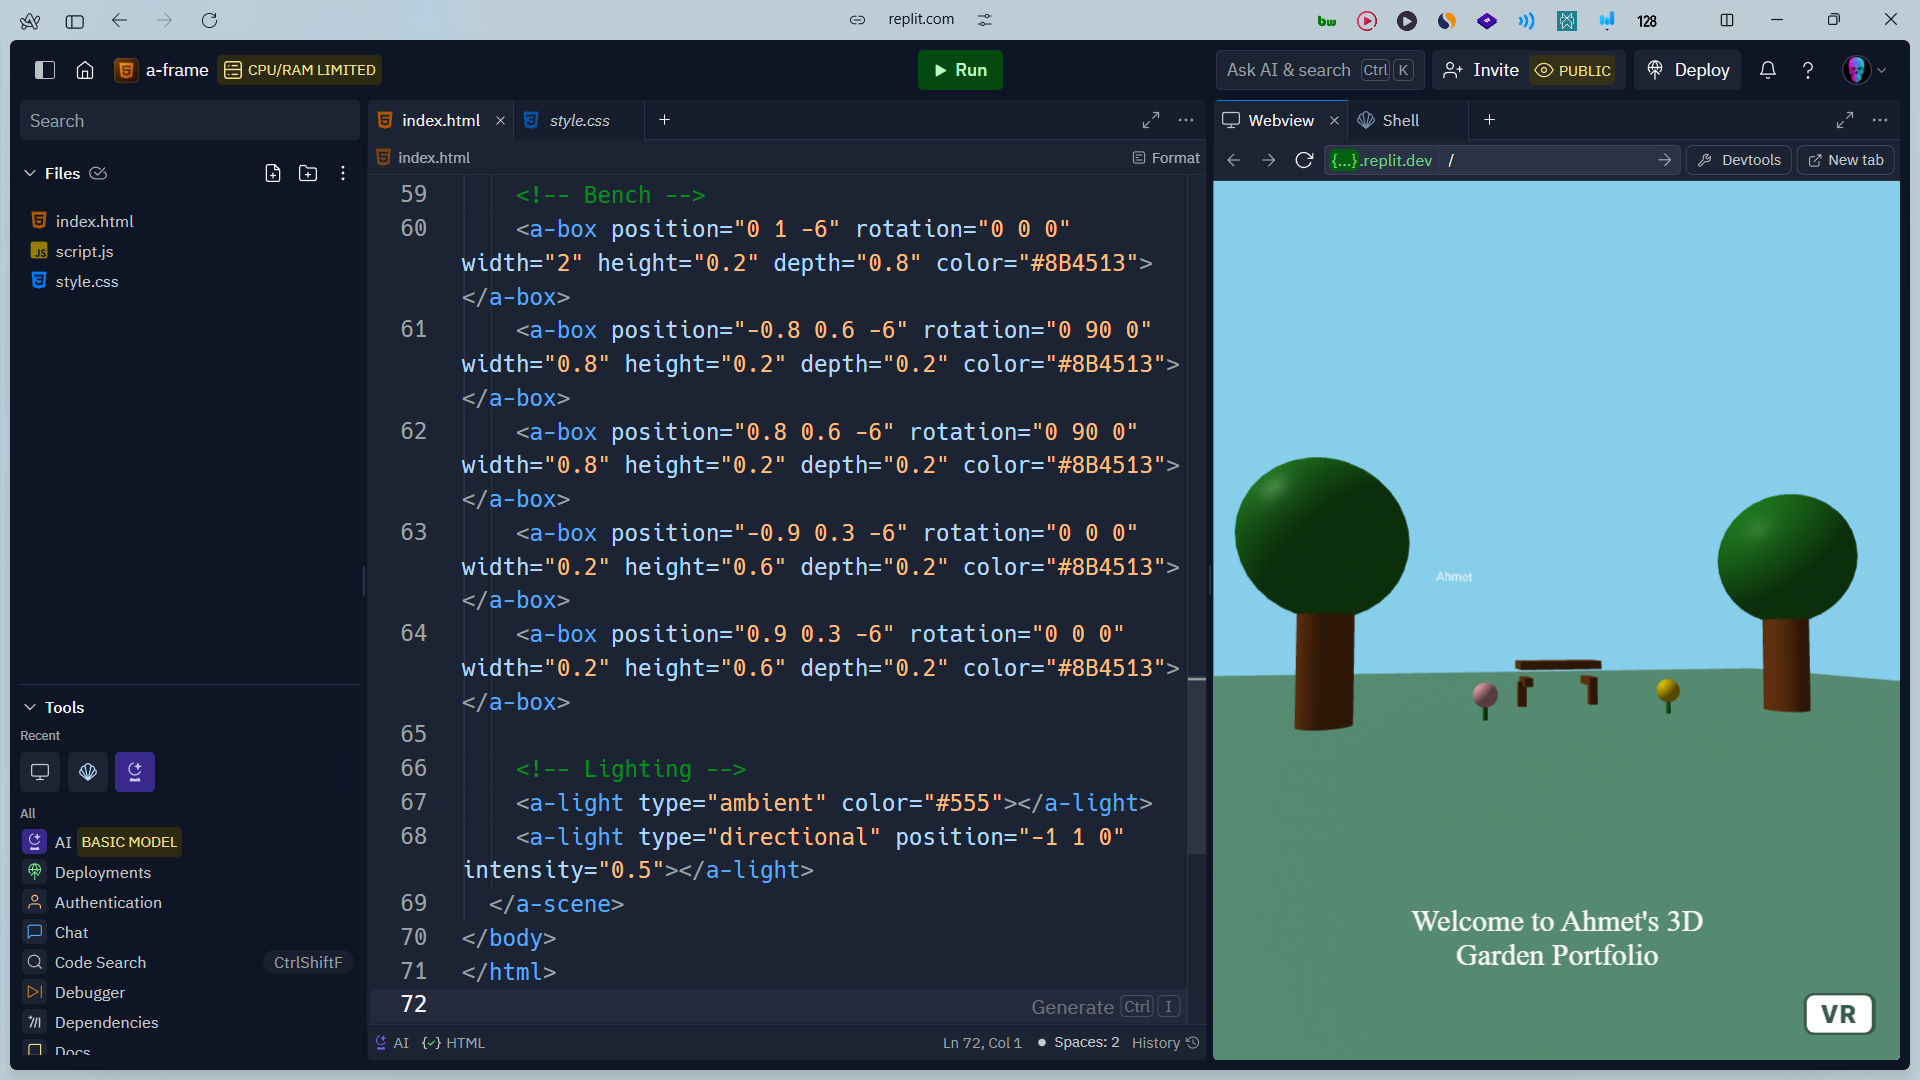 replit.com
128
a-frame
CPU/RAM LIMITED
Run
Ask AI & search Ctrl K
Invite
PUBLIC
Deploy
Search
Files
index.html
JS script.js
style.css
Tools
Recent
All
AI BASIC MODEL
Deployments
Authentication
Chat
Code Search CtrlShiftF
Debugger
Dependencies
Docs
index.html
style.css
index.html
Format
59 <!-- Bench -->
60 <a-box position="0 1 -6" rotation="0 0 0"
width="2" height="0.2" depth="0.8" color="#8B4513">
</a-box>
61 <a-box position="-0.8 0.6 -6" rotation="0 90 0"
width="0.8" height="0.2" depth="0.2" color="#8B4513">
</a-box>
62 <a-box position="0.8 0.6 -6" rotation="0 90 0"
width="0.8" height="0.2" depth="0.2" color="#8B4513">
</a-box>
63 <a-box position="-0.9 0.3 -6" rotation="0 0 0"
width="0.2" height="0.6" depth="0.2" color="#8B4513">
</a-box>
64 <a-box position="0.9 0.3 -6" rotation="0 0 0"
width="0.2" height="0.6" depth="0.2" color="#8B4513">
</a-box>
65
66 <!-- Lighting -->
67 <a-light type="ambient" color="#555"></a-light>
68 <a-light type="directional" position="-1 1 0"
intensity="0.5"></a-light>
69 </a-scene>
70 </body>
71 </html>
72
Generate Ctrl I
AI
HTML
Ln 72, Col 1
Spaces: 2
History
Webview
Shell
{...}.replit.dev /
Devtools
New tab
Ahmet
Welcome to Ahmet's 3D
Garden Portfolio
VR